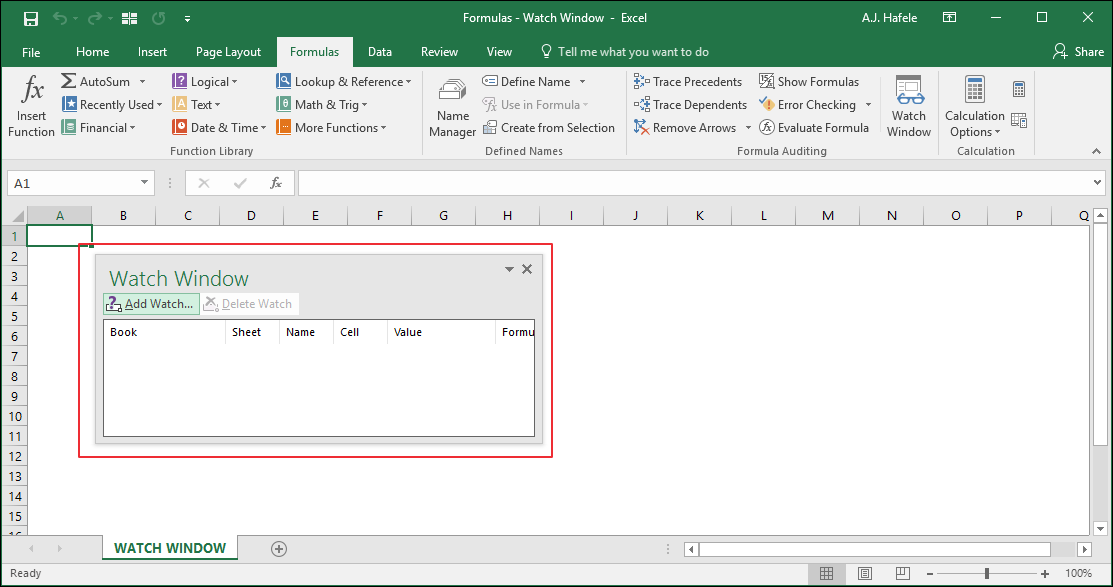 Formulas - Watch Window - Excel
A.J. Hafele
File Home Insert Page Layout Formulas Data Review View Tell me what you want to do Share
fx
Insert Function
AutoSum
Recently Used
Financial
Logical
Text
Date & Time
Lookup & Reference
Math & Trig
More Functions
Function Library
Name Manager
Define Name
Use in Formula
Create from Selection
Defined Names
Trace Precedents
Trace Dependents
Remove Arrows
Show Formulas
Error Checking
Evaluate Formula
Formula Auditing
Watch Window
Calculation Options
Calculation
A1
fx
A B C D E F G H I J K L M N O P Q
1
2
3
4
5
6
7
8
9
10
11
12
13
14
15
16
Watch Window
Add Watch... Delete Watch
Book Sheet Name Cell Value Formu
WATCH WINDOW
Ready
100%